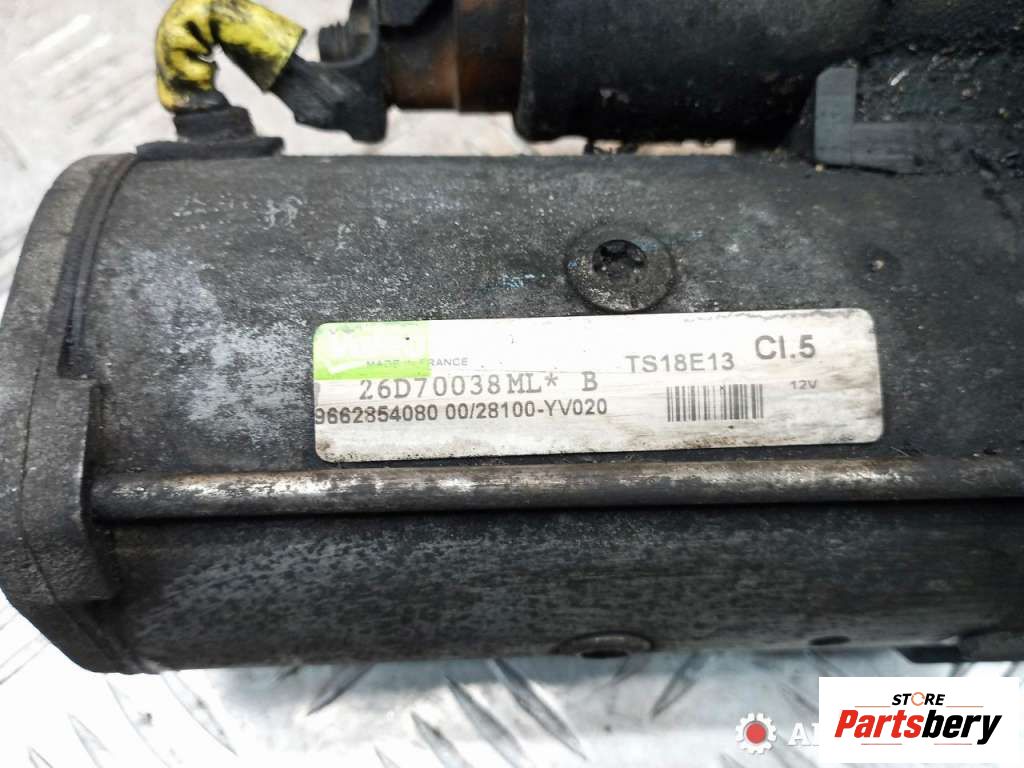 MADE IN FRANCE
TS18E13
Cl.5
26D70038ML* B
12V
9662854080 00/28100-YV020
STORE
Partsbery